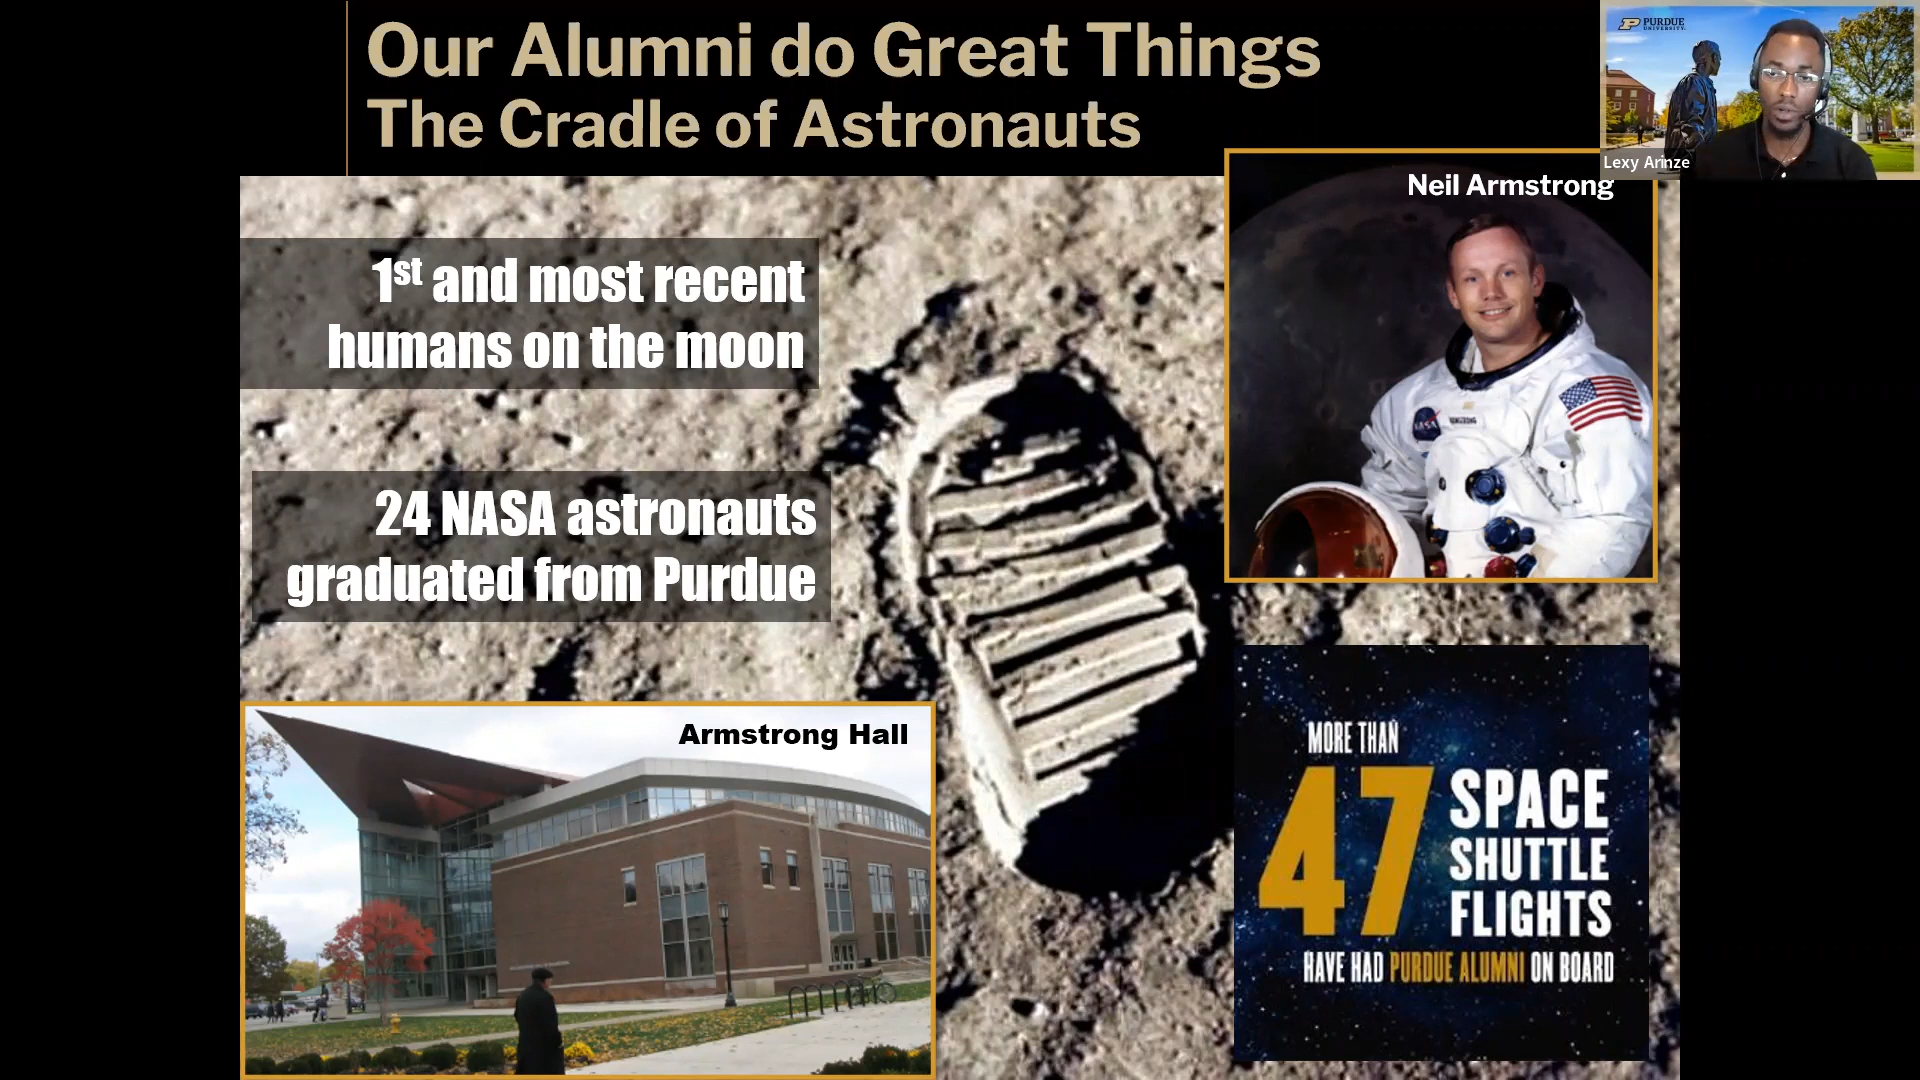 Our Alumni do Great Things
The Cradle of Astronauts
PURDUE
UNIVERSITY
Lexy Arinze
Neil Armstrong
1st and most recent
humans on the moon
NASA
24 NASA astronauts
graduated from Purdue
Armstrong Hall
MORE THAN
47 SPACE
SHUTTLE
FLIGHTS
HAVE HAD PURDUE ALUMNI ON BOARD